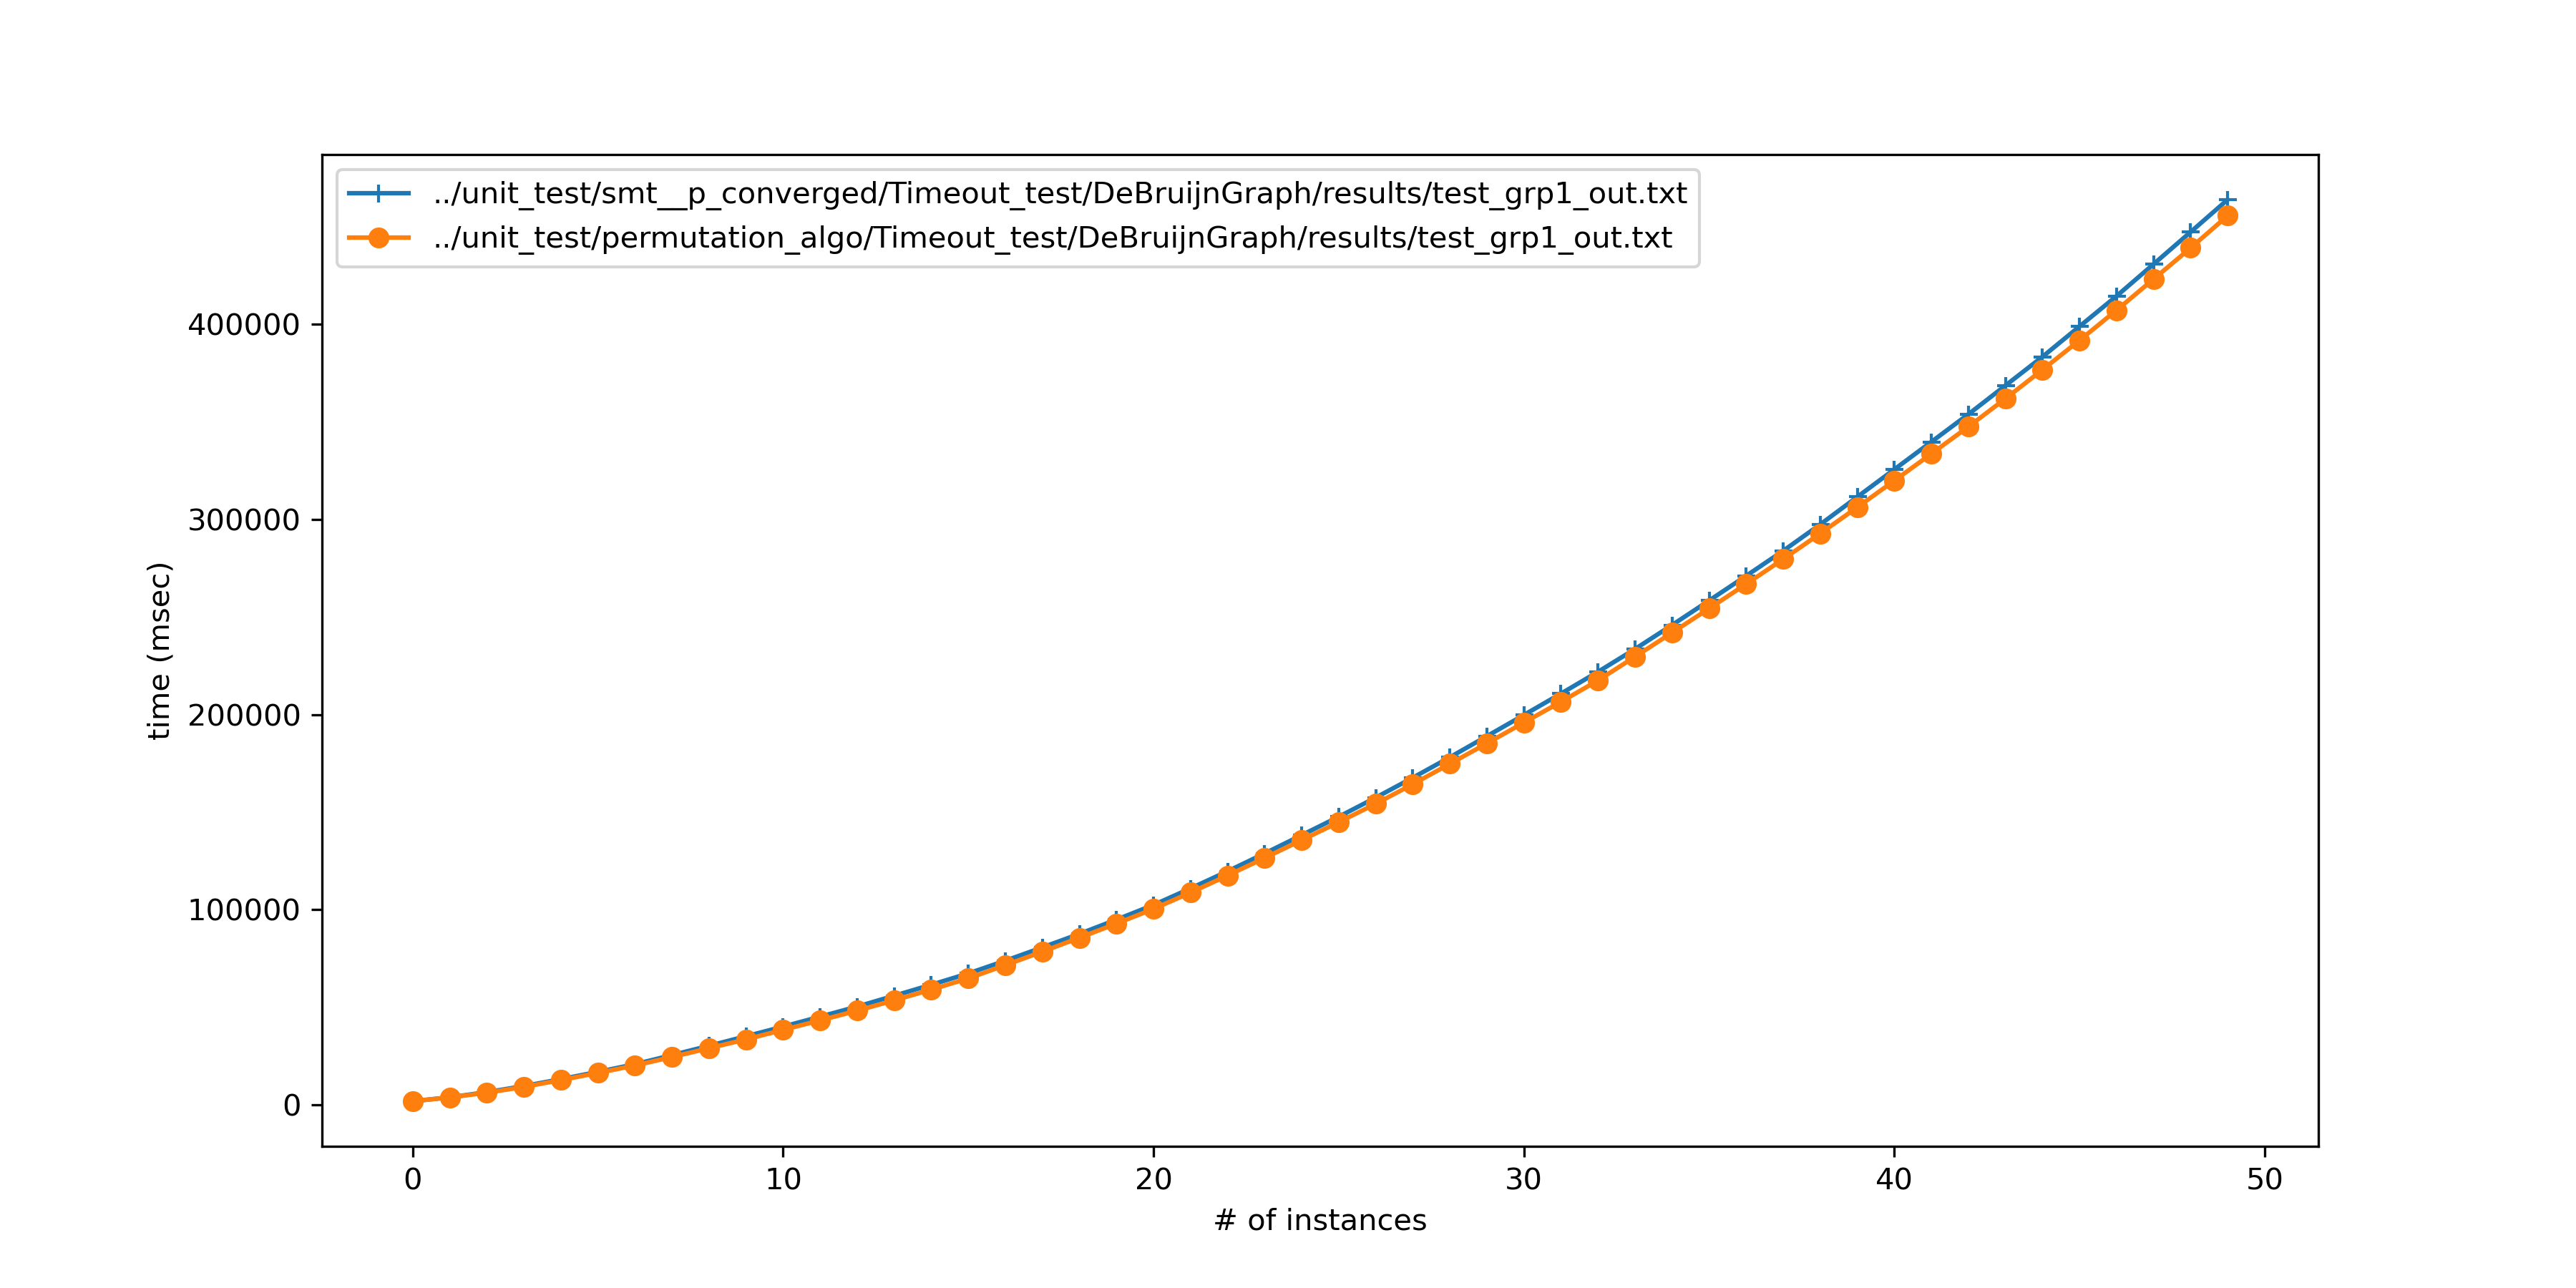 ../unit_test/smt__p_converged/Timeout_test/DeBruijnGraph/results/test_grp1_out.txt
../unit_test/permutation_algo/Timeout_test/DeBruijnGraph/results/test_grp1_out.txt
400000
300000
200000
100000
0
time (msec)
0 10 20 30 40 50
# of instances